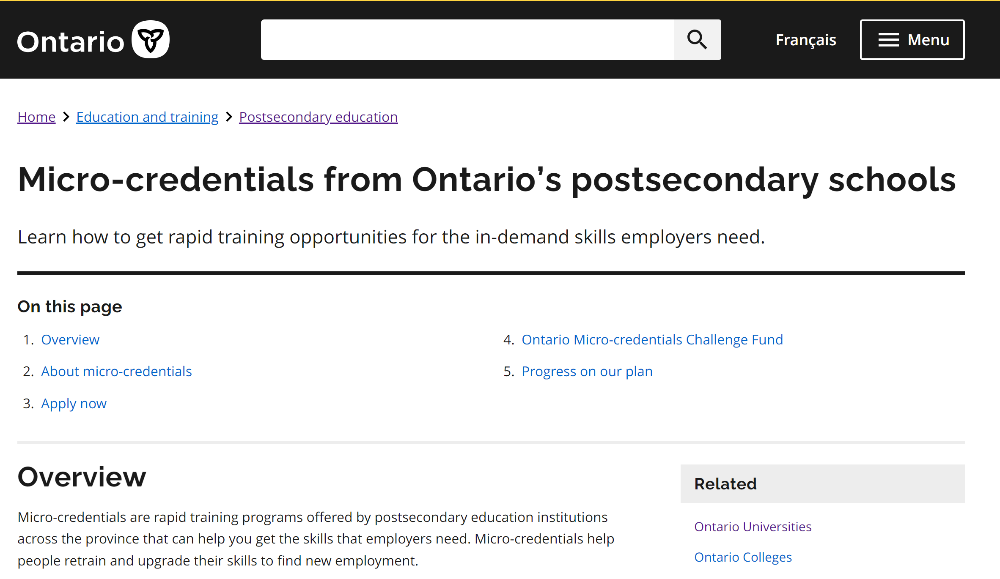 Ontario
Français
Menu
Home > Education and training > Postsecondary education
Micro-credentials from Ontario’s postsecondary schools
Learn how to get rapid training opportunities for the in-demand skills employers need.
On this page
1. Overview
2. About micro-credentials
3. Apply now
4. Ontario Micro-credentials Challenge Fund
5. Progress on our plan
Overview
Micro-credentials are rapid training programs offered by postsecondary education institutions
across the province that can help you get the skills that employers need. Micro-credentials help
people retrain and upgrade their skills to find new employment.
Related
Ontario Universities
Ontario Colleges